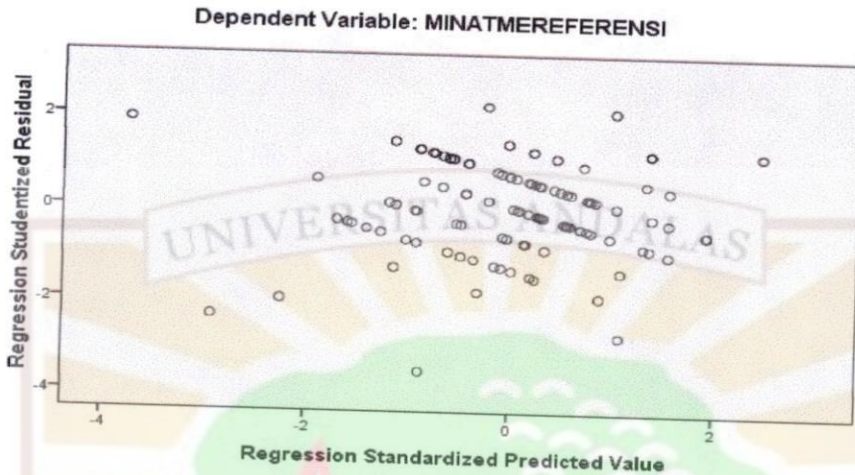 Dependent Variable: MINATMEREFERENSI
Regression Studentized Residual
2
0
-2
-4
UNIVERSITAS ANDALAS
-4
-2
0
2
Regression Standardized Predicted Value